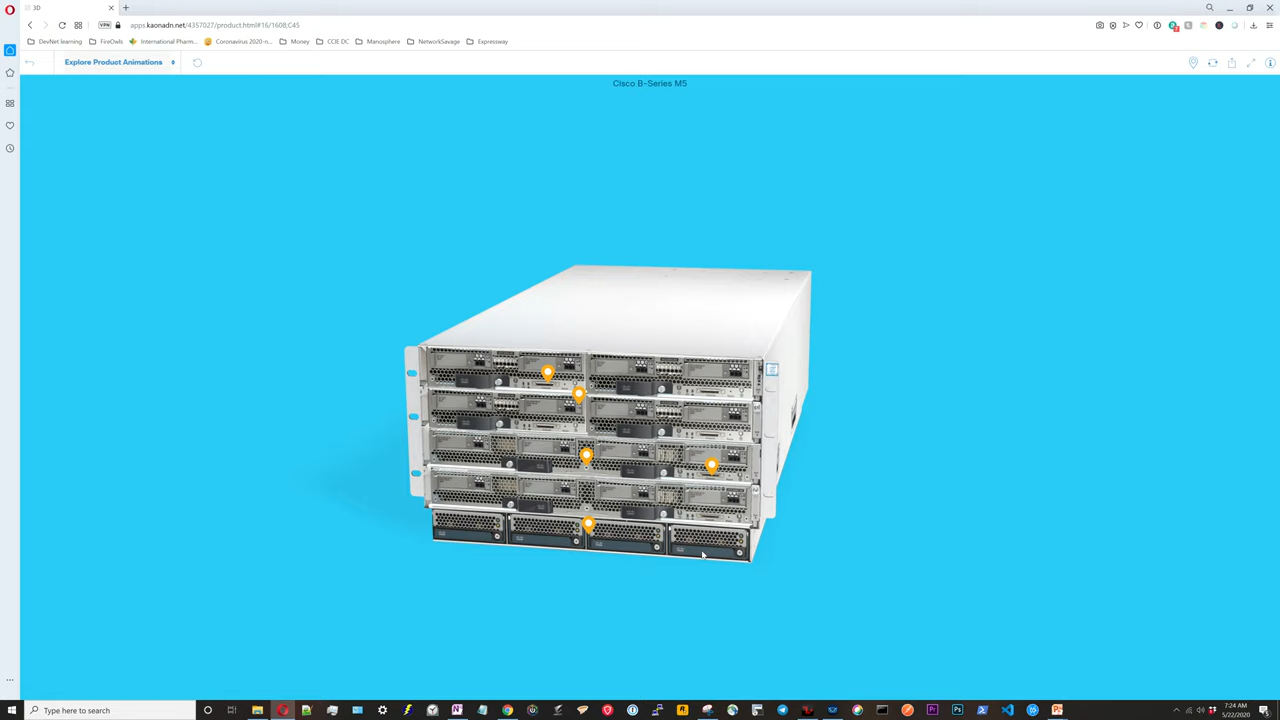 3D
VPN
apps.kaonadn.net/4357027/product.html#16/1608;C45
DevNet learning
FireOwls
International Pharm...
Coronavirus 2020-n...
Money
CCIE DC
Manosphere
NetworkSavage
Expressway
Explore Product Animations
Cisco B-Series M5
Type here to search
7:24 AM
5/22/2020